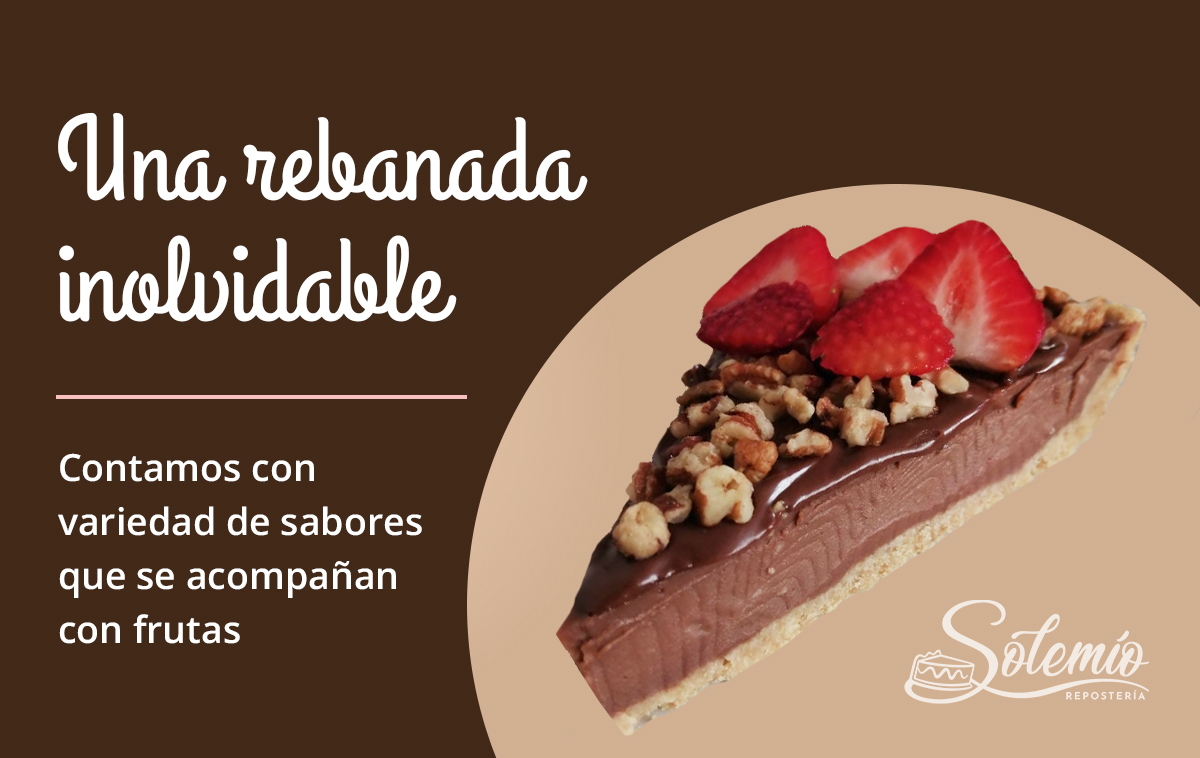 Una rebanada
inolvidable
Contamos con
variedad de sabores
que se acompañan
con frutas
Solemío
REPOSTERÍA